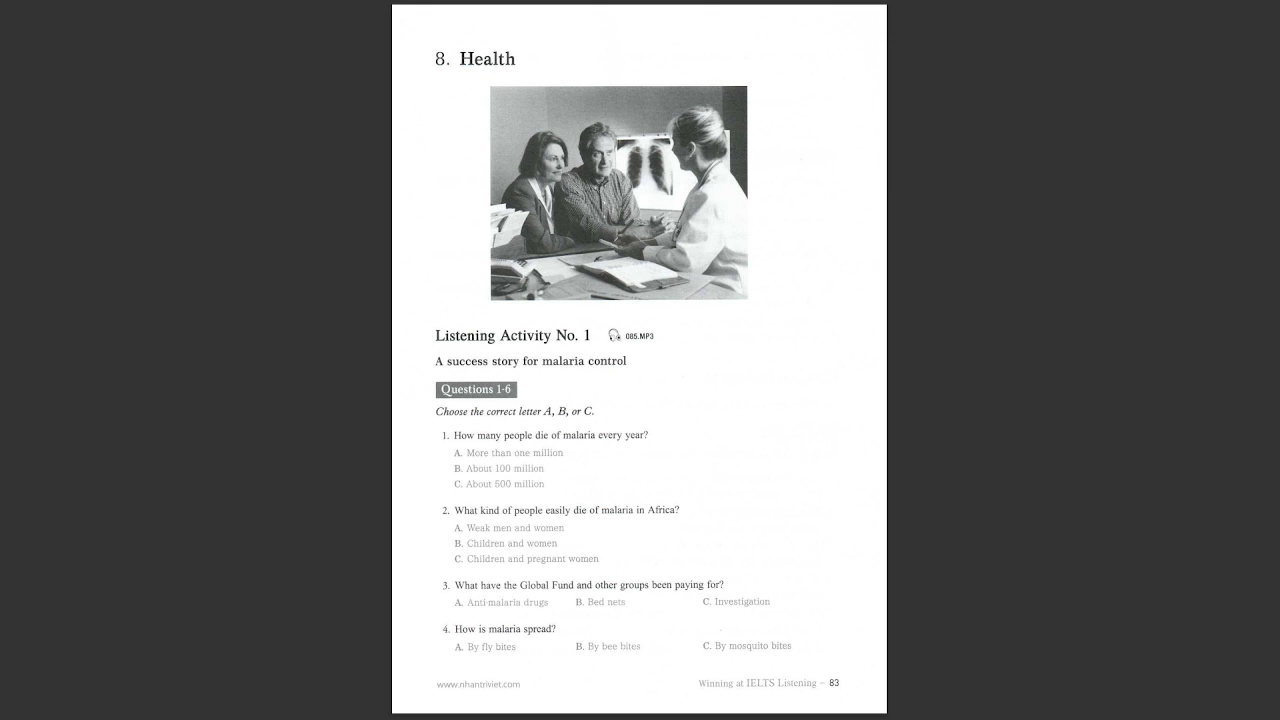 8. Health
Listening Activity No. 1 085.MP3
A success story for malaria control
Questions 1-6
Choose the correct letter A, B, or C.
1. How many people die of malaria every year?
A. More than one million
B. About 100 million
C. About 500 million
2. What kind of people easily die of malaria in Africa?
A. Weak men and women
B. Children and women
C. Children and pregnant women
3. What have the Global Fund and other groups been paying for?
A. Anti-malaria drugs B. Bed nets C. Investigation
4. How is malaria spread?
A. By fly bites B. By bee bites C. By mosquito bites
www.nhantriviet.com Winning at IELTS Listening – 83